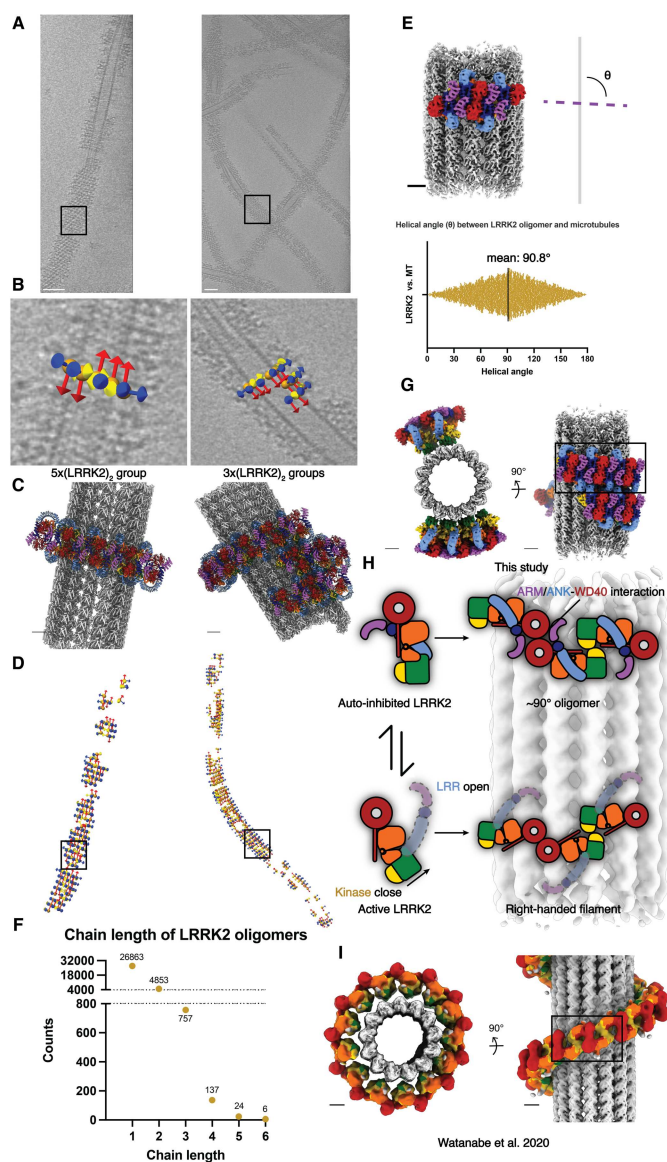 A
B
5x(LRRK2)2 group
3x(LRRK2)2 groups
C
D
F
Chain length of LRRK2 oligomers
32000
18000
4000
800
600
400
200
0
Counts
26863
4853
757
137
24
6
1
2
3
4
5
6
Chain length
E
θ
Helical angle (θ) between LRRK2 oligomer and microtubules
mean: 90.8°
LRRK2 vs. MT
0
30
60
90
120
150
180
Helical angle
G
90°
H
This study
ARM/ANK-WD40 interaction
Auto-inhibited LRRK2
~90° oligomer
LRR open
Kinase close
Active LRRK2
Right-handed filament
I
90°
Watanabe et al. 2020